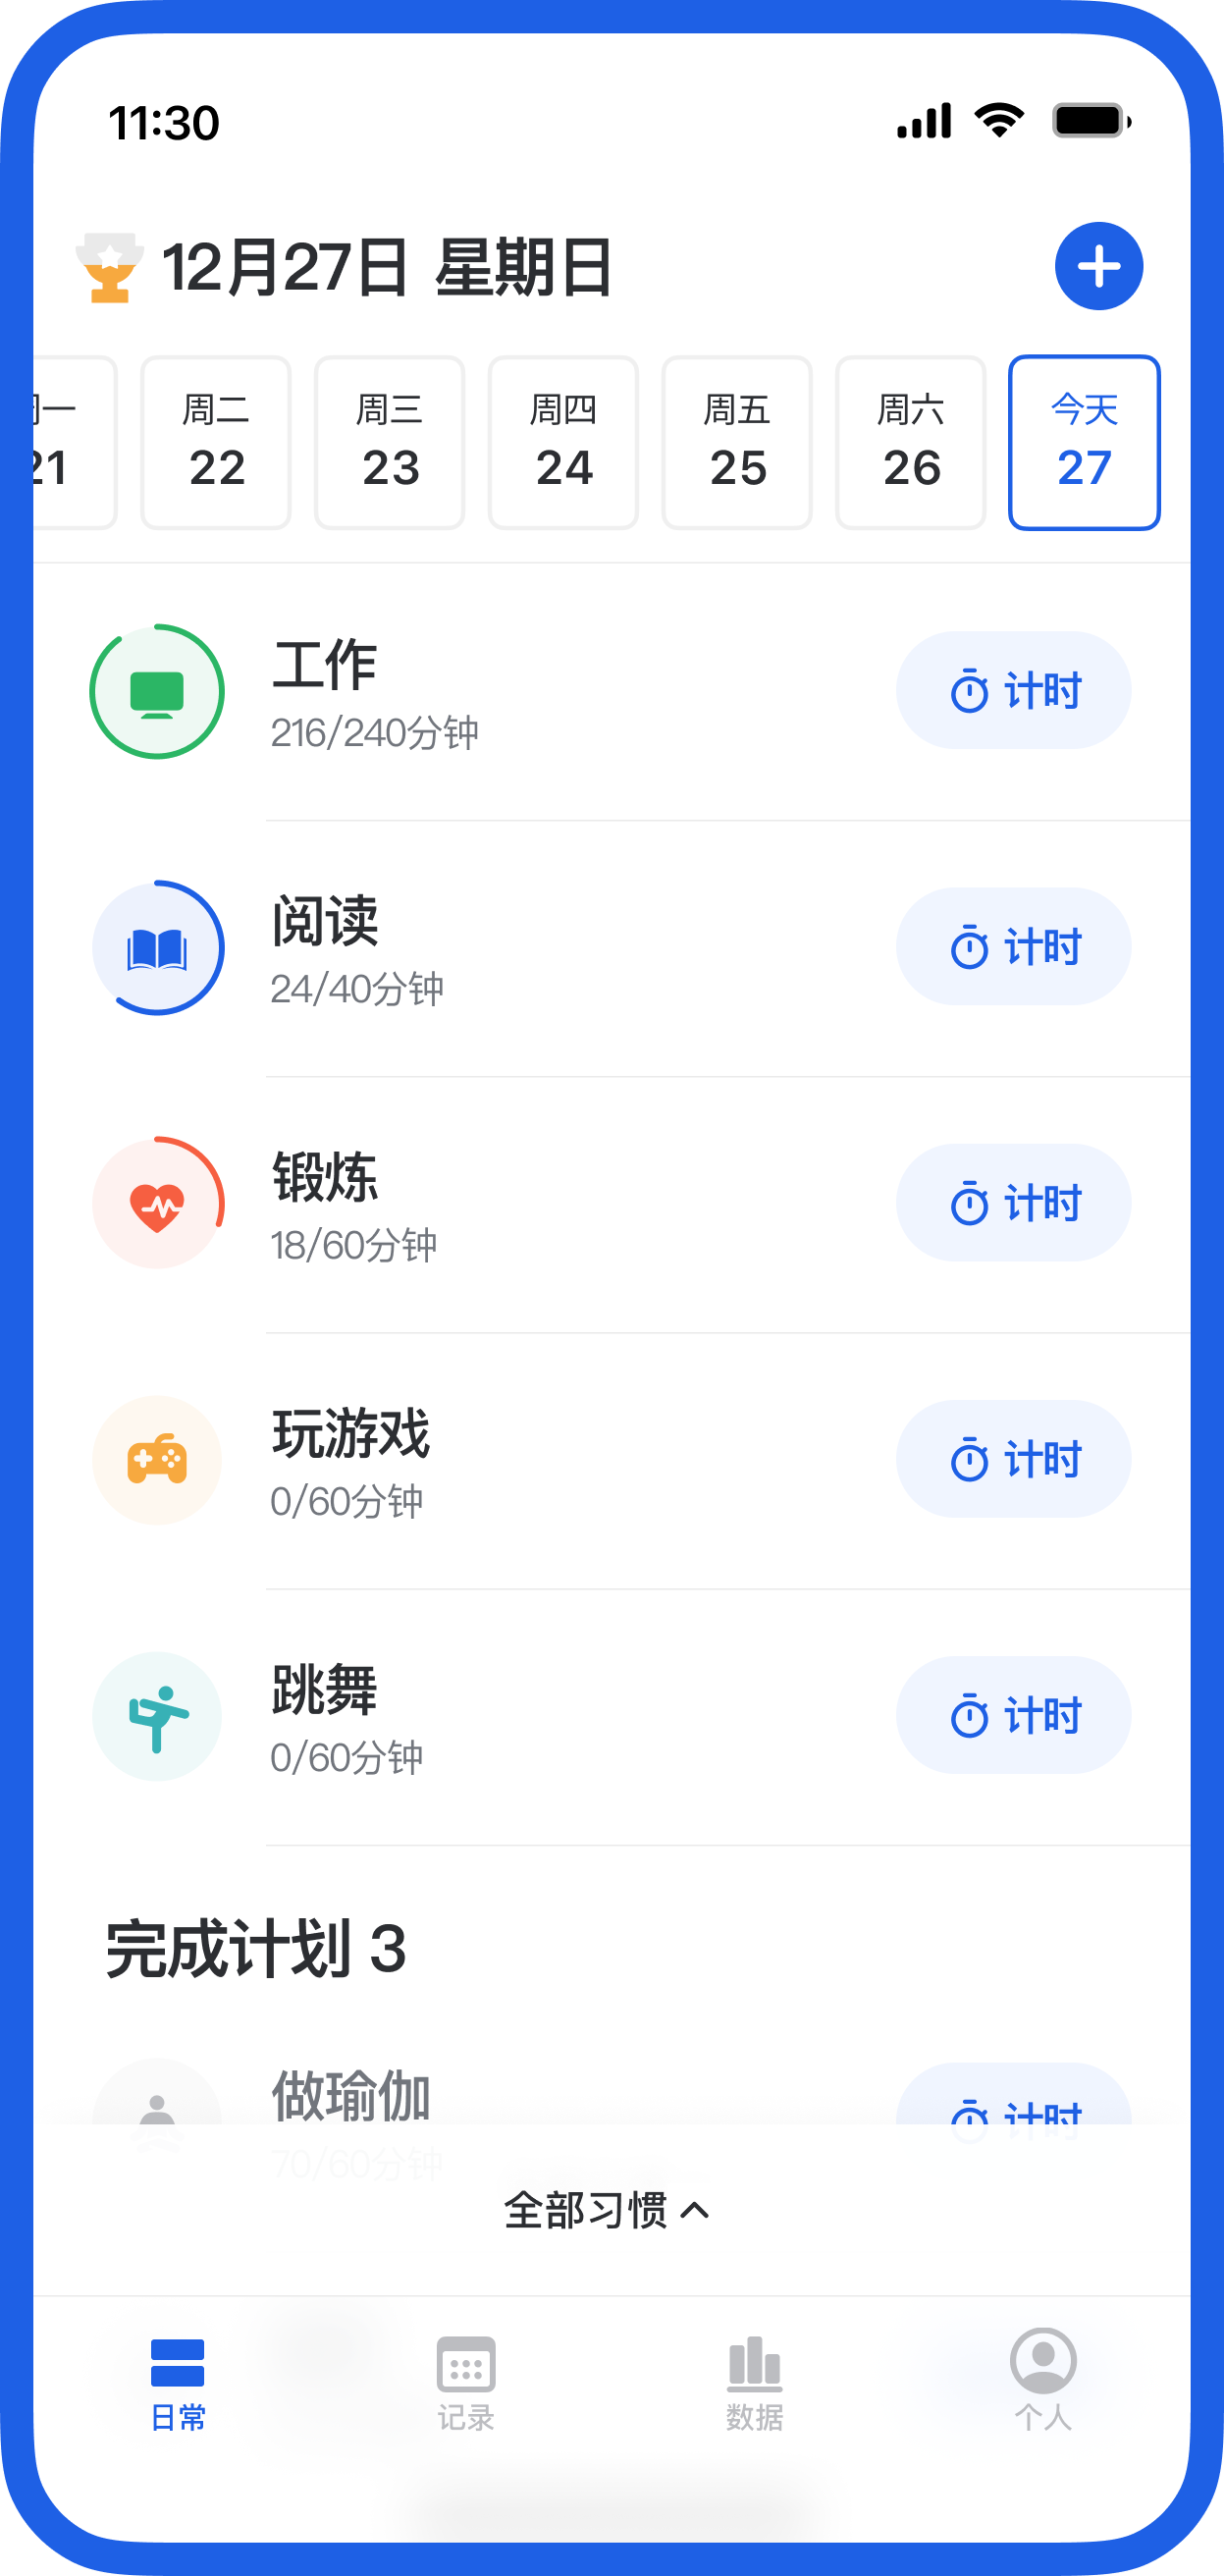 11:30
12月27日 星期日
周一 周二 周三 周四 周五 周六 今天
21 22 23 24 25 26 27
工作
216/240分钟
计时
阅读
24/40分钟
计时
锻炼
18/60分钟
计时
玩游戏
0/60分钟
计时
跳舞
0/60分钟
计时
完成计划 3
做瑜伽
70/60分钟
计时
全部习惯
日常 记录 数据 个人